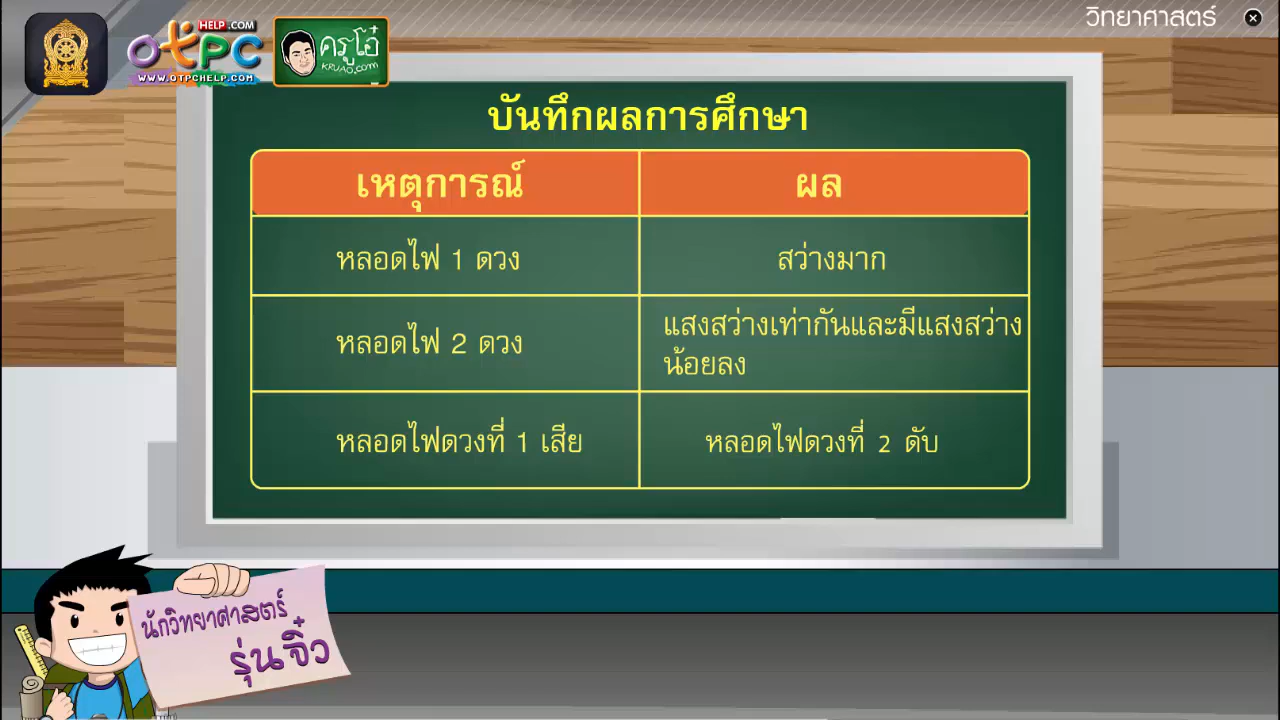 วิทยาศาสตร์
OTPC
HELP.COM
WWW.OTPCHELP.COM
ครูโอ๋
KRUAO.COM
บันทึกผลการศึกษา
เหตุการณ์
ผล
หลอดไฟ 1 ดวง
สว่างมาก
หลอดไฟ 2 ดวง
แสงสว่างเท่ากันและมีแสงสว่าง
น้อยลง
หลอดไฟดวงที่ 1 เสีย
หลอดไฟดวงที่ 2 ดับ
นักวิทยาศาสตร์
รุ่นจิ๋ว